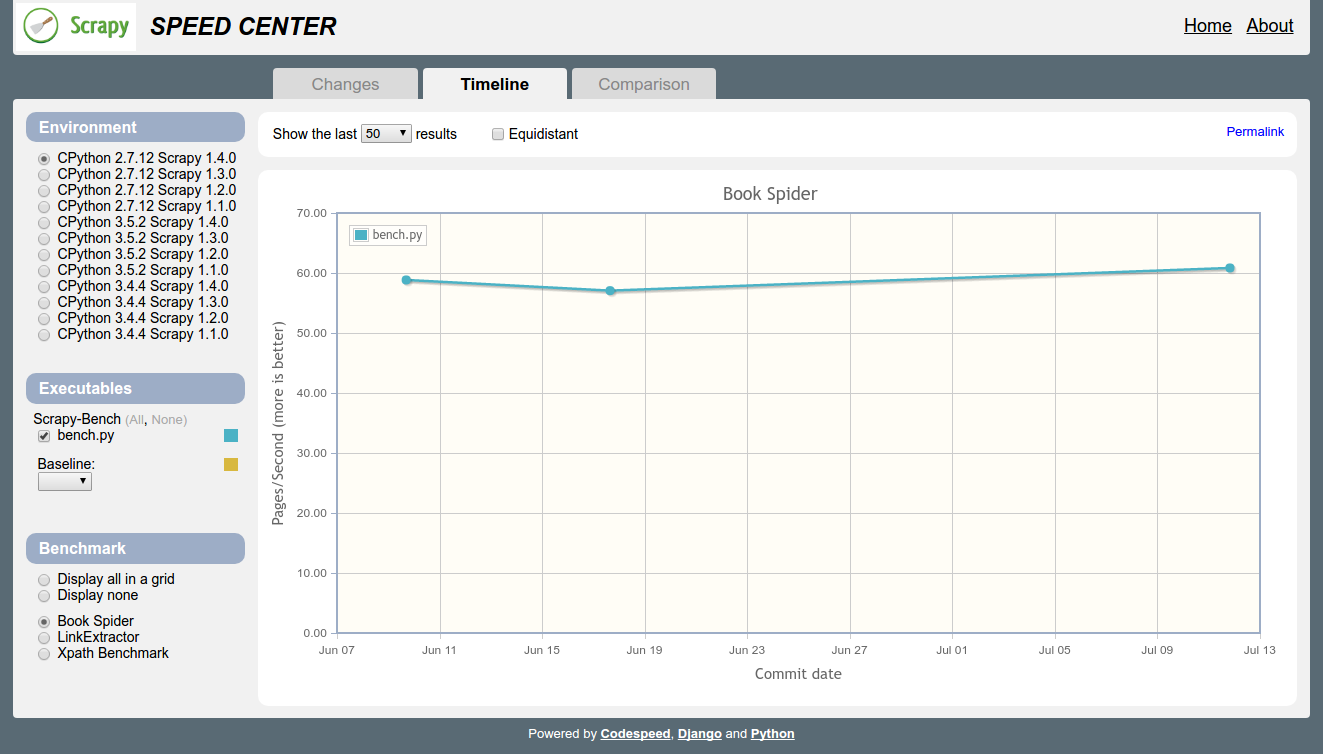 Scrapy SPEED CENTER Home About
Changes Timeline Comparison
Environment
CPython 2.7.12 Scrapy 1.4.0
CPython 2.7.12 Scrapy 1.3.0
CPython 2.7.12 Scrapy 1.2.0
CPython 2.7.12 Scrapy 1.1.0
CPython 3.5.2 Scrapy 1.4.0
CPython 3.5.2 Scrapy 1.3.0
CPython 3.5.2 Scrapy 1.2.0
CPython 3.5.2 Scrapy 1.1.0
CPython 3.4.4 Scrapy 1.4.0
CPython 3.4.4 Scrapy 1.3.0
CPython 3.4.4 Scrapy 1.2.0
CPython 3.4.4 Scrapy 1.1.0
Executables
Scrapy-Bench (All, None)
bench.py
Baseline:
Benchmark
Display all in a grid
Display none
Book Spider
LinkExtractor
Xpath Benchmark
Show the last 50 results Equidistant Permalink
Book Spider
bench.py
70.00
60.00
50.00
40.00
30.00
20.00
10.00
0.00
Pages/Second (more is better)
Jun 07 Jun 11 Jun 15 Jun 19 Jun 23 Jun 27 Jul 01 Jul 05 Jul 09 Jul 13
Commit date
Powered by Codespeed, Django and Python